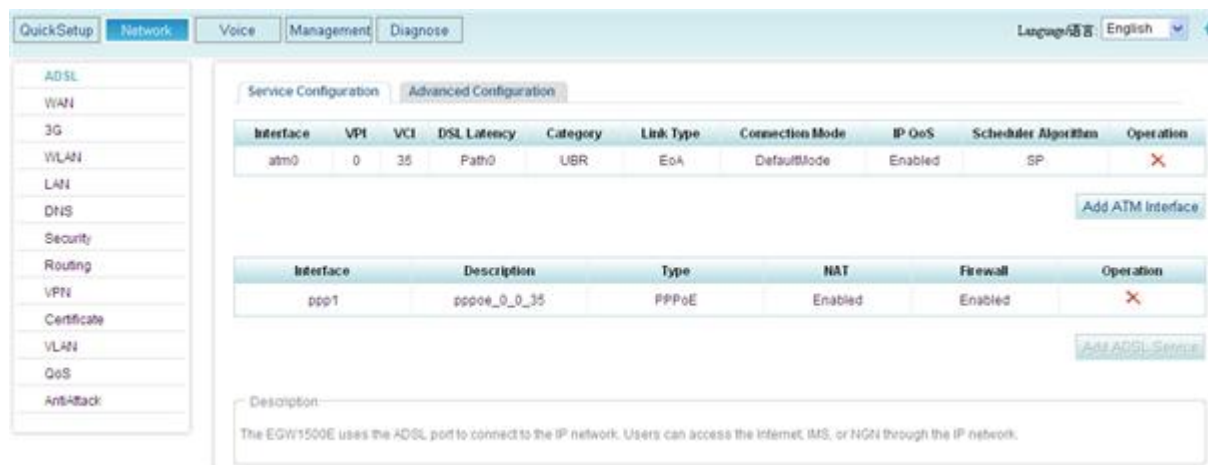 QuickSetup Network Voice Management Diagnose Language/语言: English
ADSL
WAN
3G
WLAN
LAN
DNS
Security
Routing
VPN
Certificate
VLAN
QoS
AntiAttack
Service Configuration Advanced Configuration
Interface VPI VCI DSL Latency Category Link Type Connection Mode IP QoS Scheduler Algorithm Operation
atm0 0 35 Path0 UBR EoA DefaultMode Enabled SP
Add ATM Interface
Interface Description Type NAT Firewall Operation
ppp1 pppoe_0_0_35 PPPoE Enabled Enabled
Add ADSL Service
Description
The EGW1500E uses the ADSL port to connect to the IP network. Users can access the Internet, IMS, or NGN through the IP network.